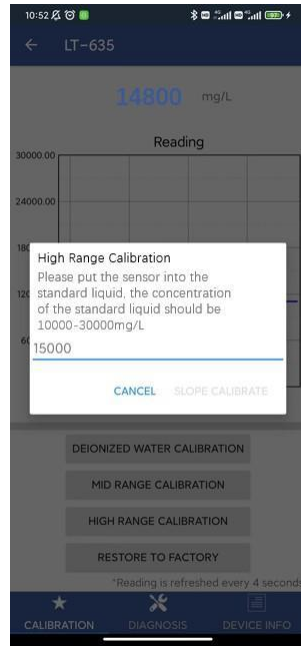 10:52
LT-635
14800 mg/L
Reading
30000.00
24000.00
High Range Calibration
Please put the sensor into the
standard liquid, the concentration
of the standard liquid should be
10000-30000mg/L
15000
CANCEL SLOPE CALIBRATE
DEIONIZED WATER CALIBRATION
MID RANGE CALIBRATION
HIGH RANGE CALIBRATION
RESTORE TO FACTORY
*Reading is refreshed every 4 seconds
CALIBRATION DIAGNOSIS DEVICE INFO